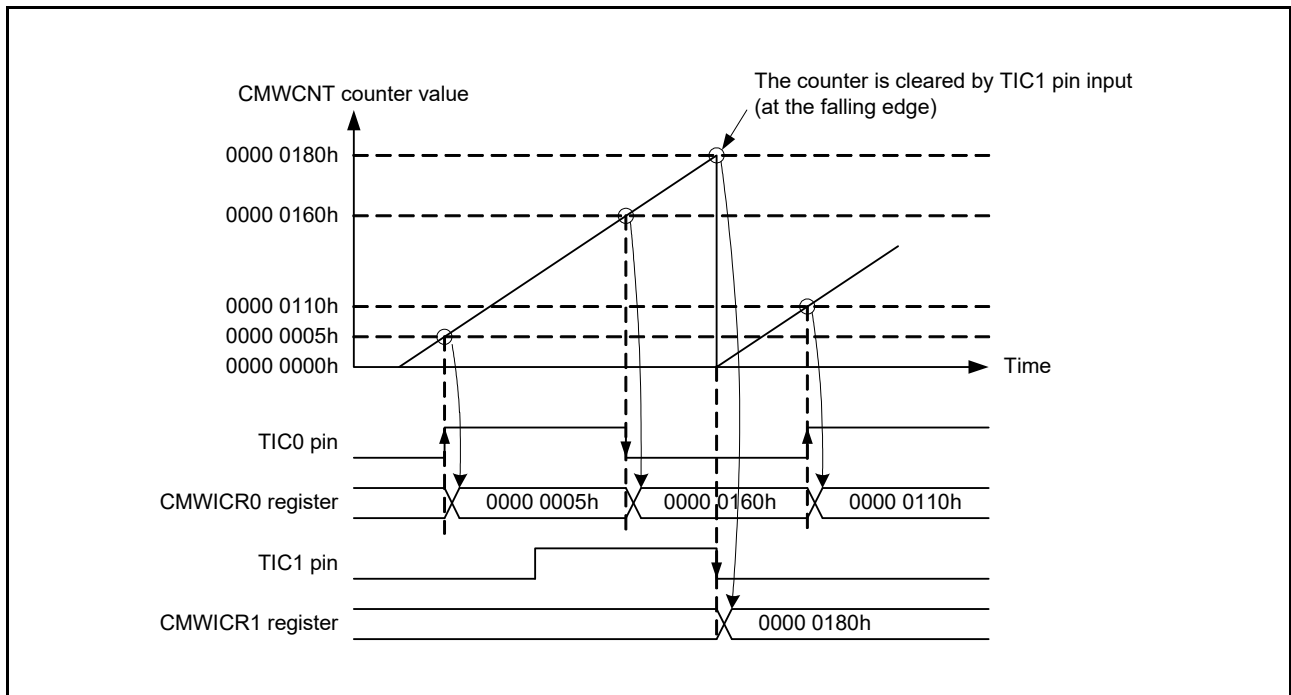 The counter is cleared by TIC1 pin input
(at the falling edge)
CMWCNT counter value
0000 0180h
0000 0160h
0000 0110h
0000 0005h
0000 0000h
Time
TIC0 pin
CMWICR0 register
0000 0005h
0000 0160h
0000 0110h
TIC1 pin
CMWICR1 register
0000 0180h